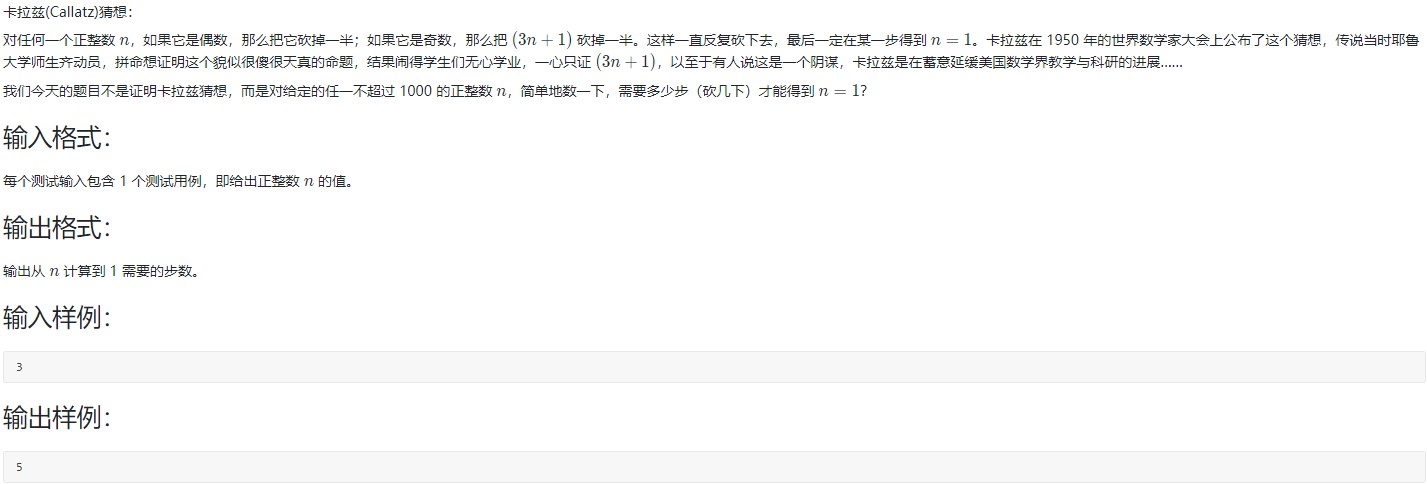 卡拉兹(Callatz)猜想：
对任何一个正整数 n，如果它是偶数，那么把它砍掉一半；如果它是奇数，那么把 (3n + 1) 砍掉一半。这样一直反复砍下去，最后一定在某一步得到 n = 1。卡拉兹在 1950 年的世界数学家大会上公布了这个猜想，传说当时耶鲁
大学师生齐动员，拼命想证明这个貌似很傻很天真的命题，结果闹得学生们无心学业，一心只证 (3n + 1)，以至于有人说这是一个阴谋，卡拉兹是在蓄意延缓美国数学界教学与科研的进展……
我们今天的题目不是证明卡拉兹猜想，而是对给定的任一不超过 1000 的正整数 n，简单地数一下，需要多少步（砍几下）才能得到 n = 1？
输入格式：
每个测试输入包含 1 个测试用例，即给出正整数 n 的值。
输出格式：
输出从 n 计算到 1 需要的步数。
输入样例：
3
输出样例：
5